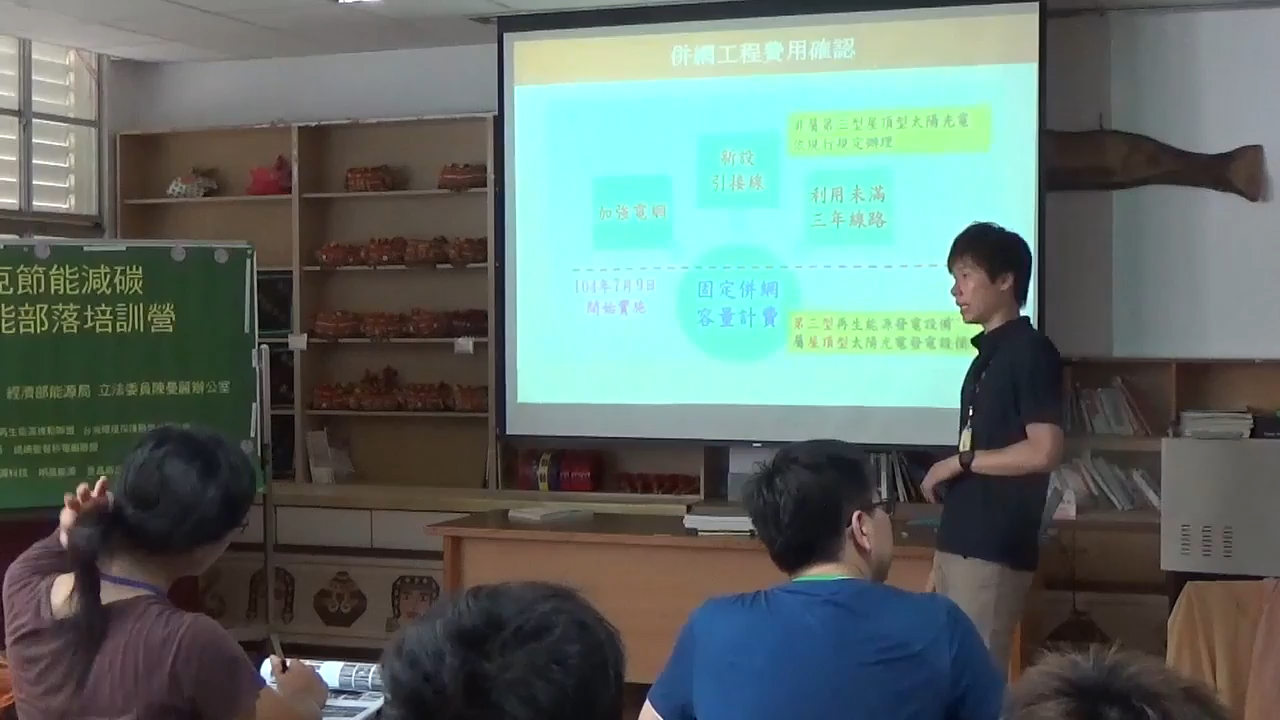 併網工程費用確認
非屬第三型屋頂型太陽光電
依現行規定辦理
新設
引接線
加強電網
利用未滿
三年線路
104年7月9日
開始實施
固定併網
容量計費
第三型再生能源發電設備
屬屋頂型太陽光電發電設備
節能減碳
能部落培訓營
經濟部能源局 立法委員陳曼麗辦公室